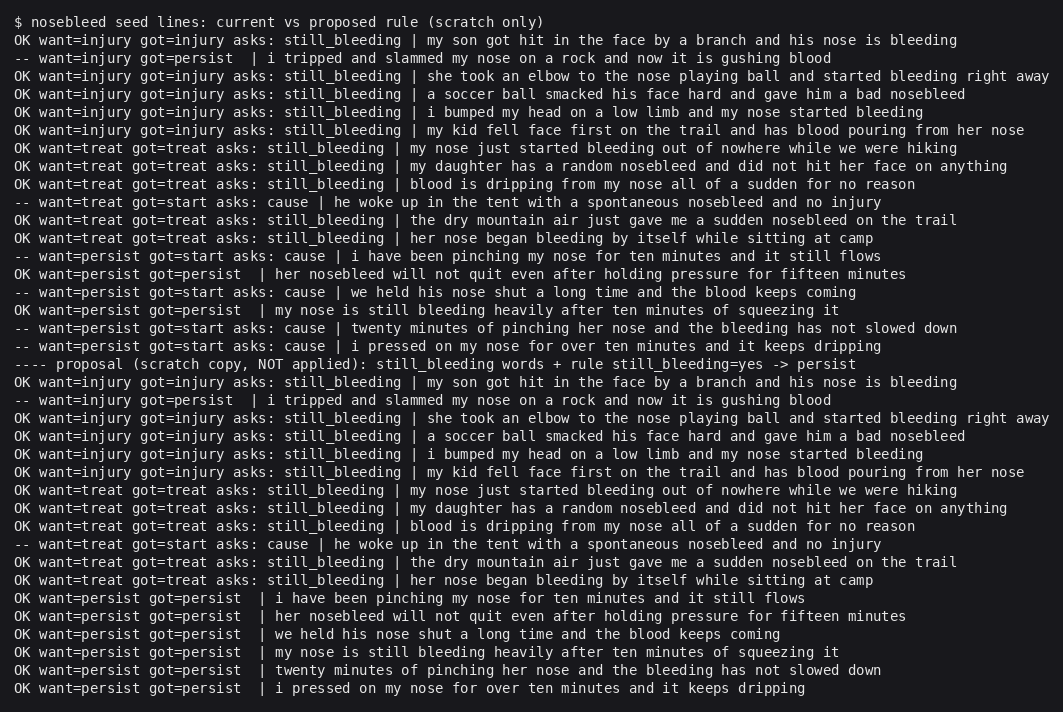 $ nosebleed seed lines: current vs proposed rule (scratch only)
OK want=injury got=injury asks: still_bleeding | my son got hit in the face by a branch and his nose is bleeding
-- want=injury got=persist  | i tripped and slammed my nose on a rock and now it is gushing blood
OK want=injury got=injury asks: still_bleeding | she took an elbow to the nose playing ball and started bleeding right away
OK want=injury got=injury asks: still_bleeding | a soccer ball smacked his face hard and gave him a bad nosebleed
OK want=injury got=injury asks: still_bleeding | i bumped my head on a low limb and my nose started bleeding
OK want=injury got=injury asks: still_bleeding | my kid fell face first on the trail and has blood pouring from her nose
OK want=treat got=treat asks: still_bleeding | my nose just started bleeding out of nowhere while we were hiking
OK want=treat got=treat asks: still_bleeding | my daughter has a random nosebleed and did not hit her face on anything
OK want=treat got=treat asks: still_bleeding | blood is dripping from my nose all of a sudden for no reason
-- want=treat got=start asks: cause | he woke up in the tent with a spontaneous nosebleed and no injury
OK want=treat got=treat asks: still_bleeding | the dry mountain air just gave me a sudden nosebleed on the trail
OK want=treat got=treat asks: still_bleeding | her nose began bleeding by itself while sitting at camp
-- want=persist got=start asks: cause | i have been pinching my nose for ten minutes and it still flows
OK want=persist got=persist  | her nosebleed will not quit even after holding pressure for fifteen minutes
-- want=persist got=start asks: cause | we held his nose shut a long time and the blood keeps coming
OK want=persist got=persist  | my nose is still bleeding heavily after ten minutes of squeezing it
-- want=persist got=start asks: cause | twenty minutes of pinching her nose and the bleeding has not slowed down
-- want=persist got=start asks: cause | i pressed on my nose for over ten minutes and it keeps dripping
---- proposal (scratch copy, NOT applied): still_bleeding words + rule still_bleeding=yes -> persist
OK want=injury got=injury asks: still_bleeding | my son got hit in the face by a branch and his nose is bleeding
-- want=injury got=persist  | i tripped and slammed my nose on a rock and now it is gushing blood
OK want=injury got=injury asks: still_bleeding | she took an elbow to the nose playing ball and started bleeding right away
OK want=injury got=injury asks: still_bleeding | a soccer ball smacked his face hard and gave him a bad nosebleed
OK want=injury got=injury asks: still_bleeding | i bumped my head on a low limb and my nose started bleeding
OK want=injury got=injury asks: still_bleeding | my kid fell face first on the trail and has blood pouring from her nose
OK want=treat got=treat asks: still_bleeding | my nose just started bleeding out of nowhere while we were hiking
OK want=treat got=treat asks: still_bleeding | my daughter has a random nosebleed and did not hit her face on anything
OK want=treat got=treat asks: still_bleeding | blood is dripping from my nose all of a sudden for no reason
-- want=treat got=start asks: cause | he woke up in the tent with a spontaneous nosebleed and no injury
OK want=treat got=treat asks: still_bleeding | the dry mountain air just gave me a sudden nosebleed on the trail
OK want=treat got=treat asks: still_bleeding | her nose began bleeding by itself while sitting at camp
OK want=persist got=persist  | i have been pinching my nose for ten minutes and it still flows
OK want=persist got=persist  | her nosebleed will not quit even after holding pressure for fifteen minutes
OK want=persist got=persist  | we held his nose shut a long time and the blood keeps coming
OK want=persist got=persist  | my nose is still bleeding heavily after ten minutes of squeezing it
OK want=persist got=persist  | twenty minutes of pinching her nose and the bleeding has not slowed down
OK want=persist got=persist  | i pressed on my nose for over ten minutes and it keeps dripping